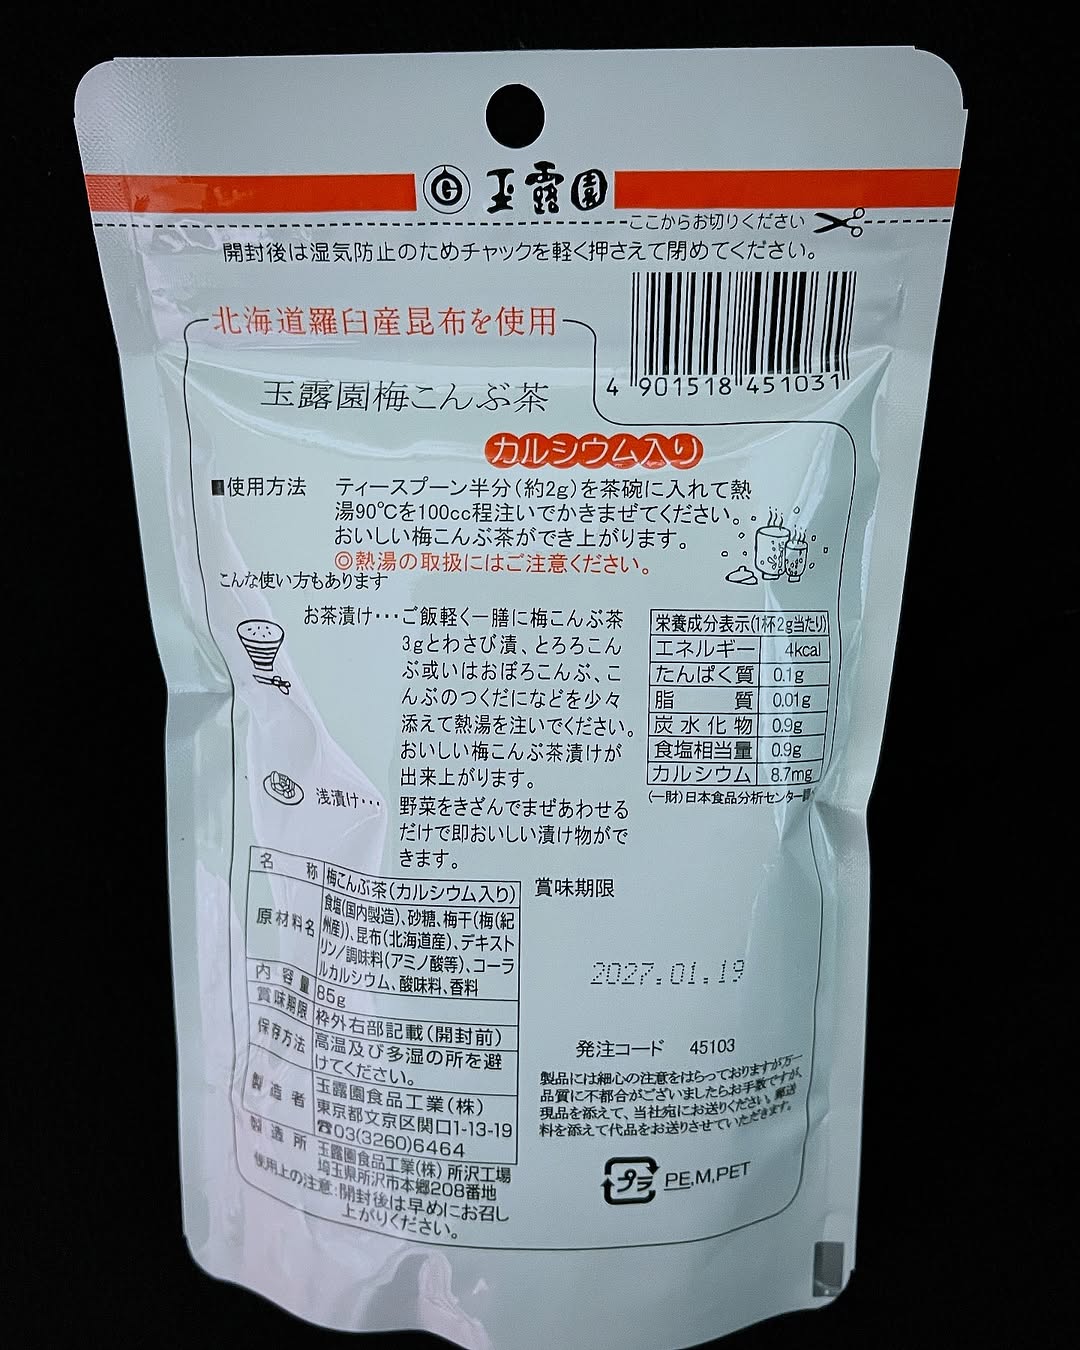 玉露園
ここからお切りください
開封後は湿気防止のためチャックを軽く押さえて閉めてください。
北海道羅臼産昆布を使用
4 901518 451031
玉露園梅こんぶ茶
カルシウム入り
■使用方法 ティースプーン半分(約2g)を茶碗に入れて熱
湯90℃を100cc程注いでかきまぜてください。
おいしい梅こんぶ茶ができ上がります。
◎熱湯の取扱にはご注意ください。
こんな使い方もあります
お茶漬け･･･ご飯軽く一膳に梅こんぶ茶
3gとわさび漬、とろろこん
ぶ或いはおぼろこんぶ、こ
んぶのつくだになどを少々
添えて熱湯を注いでください。
おいしい梅こんぶ茶漬けが
出来上がります。
浅漬け･･･野菜をきざんでまぜあわせる
だけで即おいしい漬け物がで
きます。
栄養成分表示(1杯2g当たり)
エネルギー 4kcal
たんぱく質 0.1g
脂質 0.01g
炭水化物 0.9g
食塩相当量 0.9g
カルシウム 8.7mg
(一財)日本食品分析センター
名称 梅こんぶ茶(カルシウム入り)
原材料名 食塩(国内製造)、砂糖、梅干(梅(紀
州産))、昆布(北海道産)、デキスト
リン/調味料(アミノ酸等)、コーラ
ルカルシウム、酸味料、香料
内容量 85g
賞味期限 枠外右部記載(開封前)
保存方法 高温及び多湿の所を避
けてください。
製造者 玉露園食品工業(株)
東京都文京区関口1-13-19
☎03(3260)6464
製造所 玉露園食品工業(株) 所沢工場
埼玉県所沢市本郷208番地
使用上の注意:開封後は早めにお召し
上がりください。
賞味期限
2027.01.19
発注コード 45103
製品には細心の注意をはらっておりますが万一
品質に不都合がございましたらお手数ですが、
現品を添えて、当社宛にお送りください。郵送
料を添えて代品をお送りさせていただきます。
プラ PE,M,PET